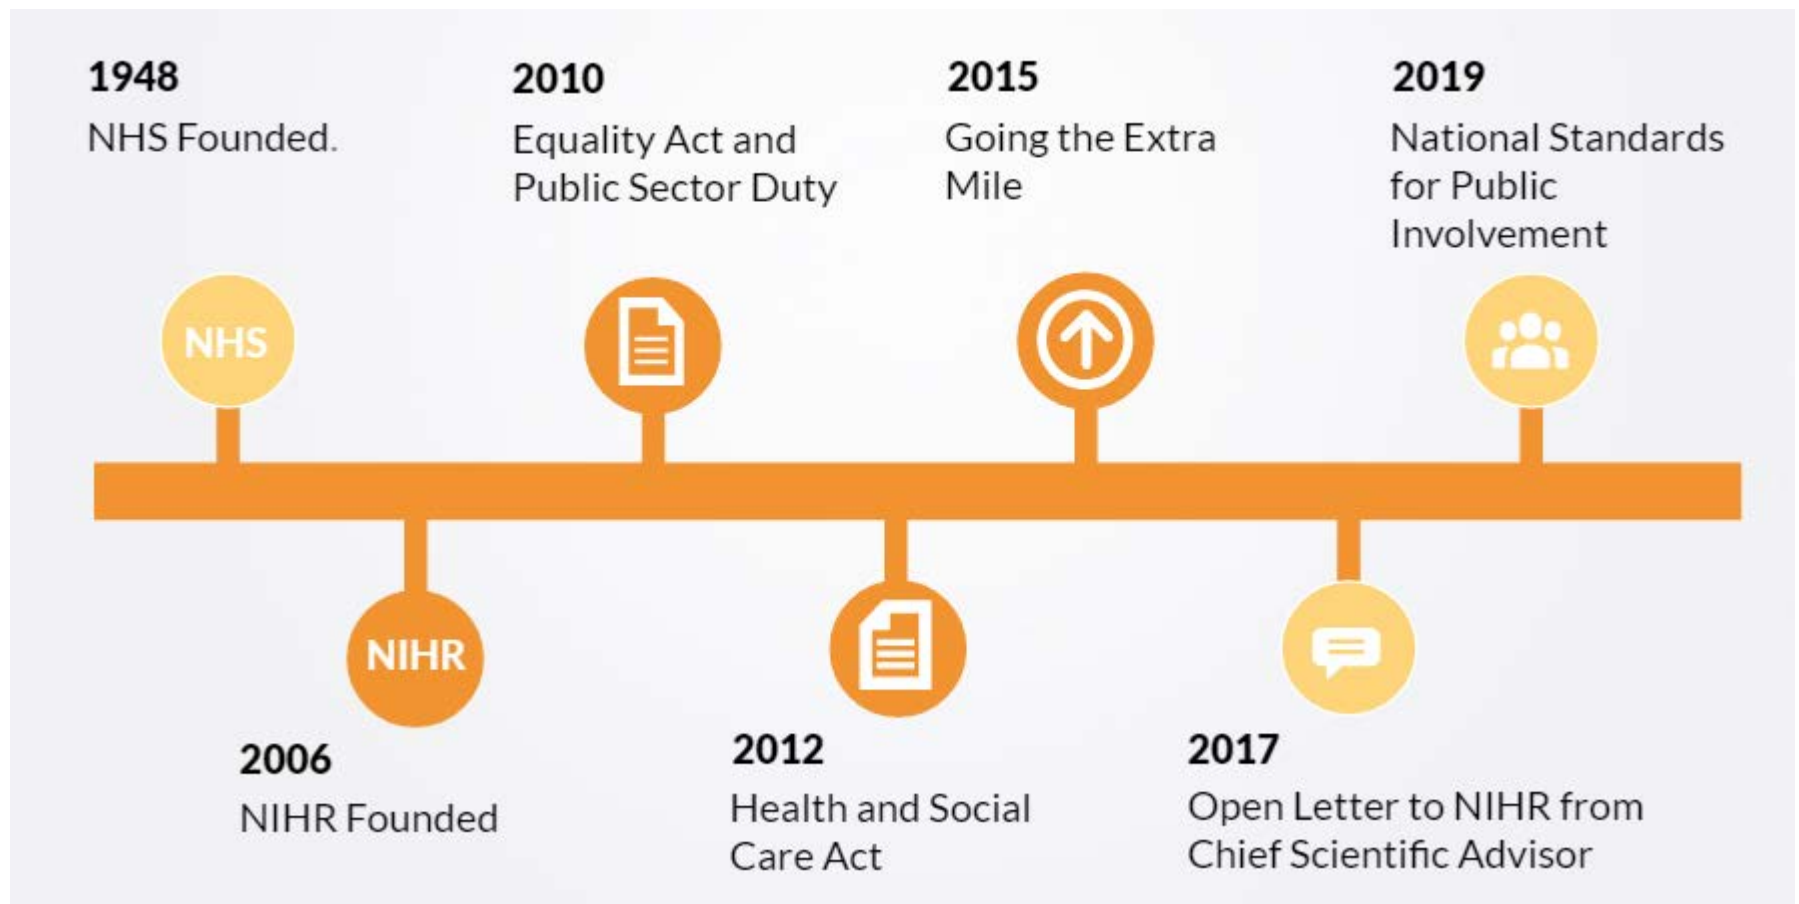 1948
NHS Founded.
2010
Equality Act and
Public Sector Duty
2015
Going the Extra
Mile
2019
National Standards
for Public
Involvement
NHS
NIHR
2006
NIHR Founded
2012
Health and Social
Care Act
2017
Open Letter to NIHR from
Chief Scientific Advisor